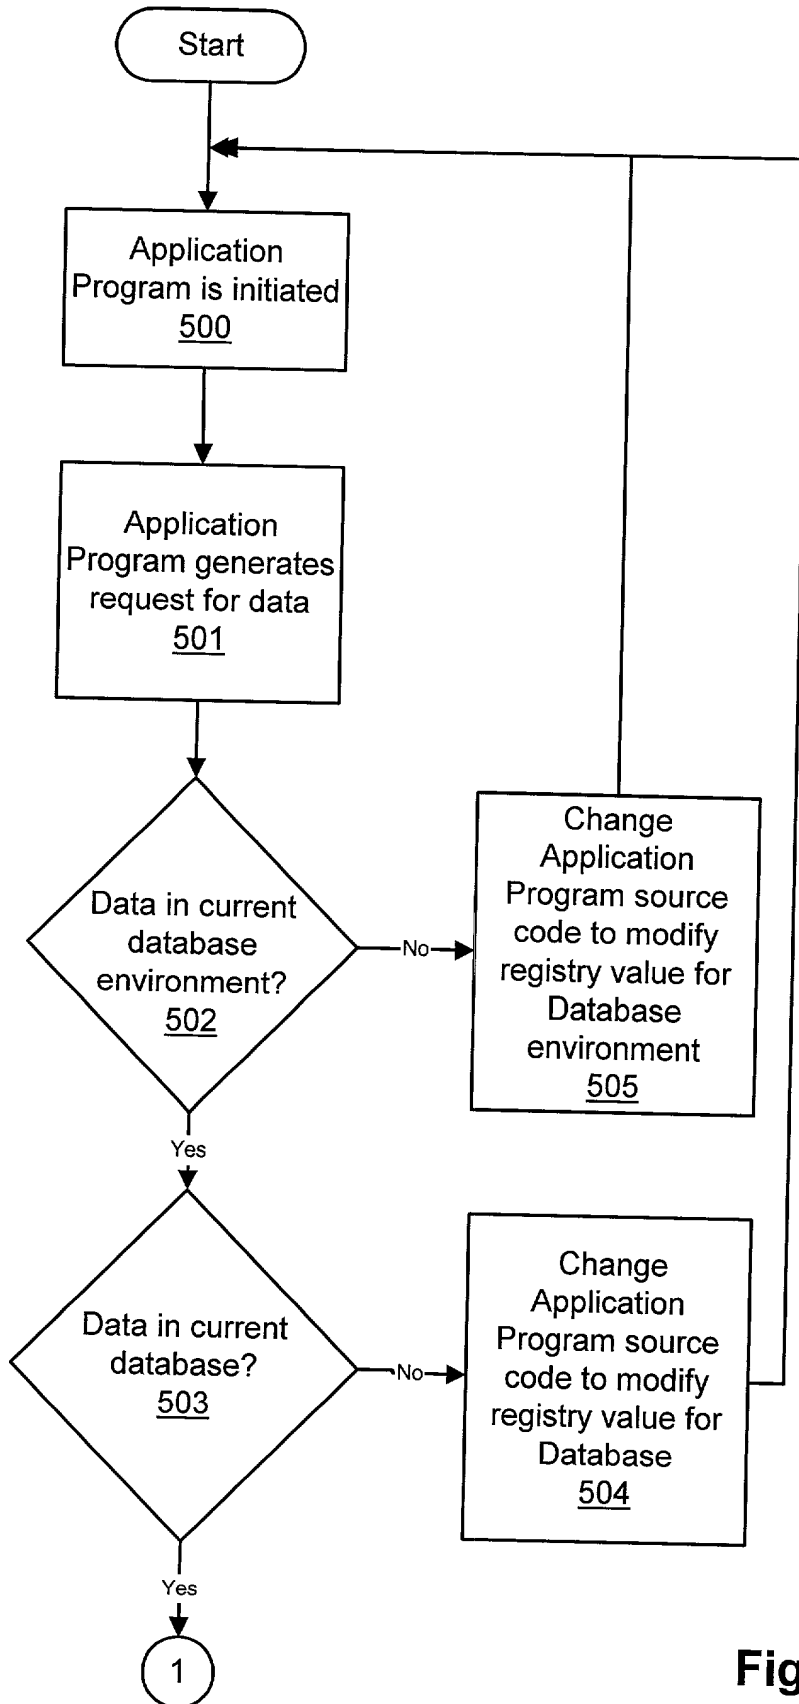 Start
Application
Program is initiated
500
Application
Program generates
request for data
501
Data in current
database
environment?
502
No
Change
Application
Program source
code to modify
registry value for
Database
environment
505
Yes
Data in current
database?
503
No
Change
Application
Program source
code to modify
registry value for
Database
504
Yes
1
Fig